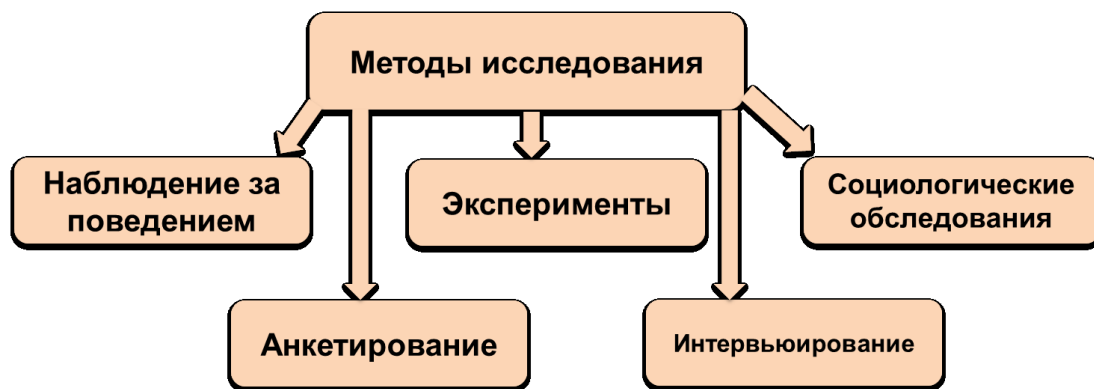 Методы исследования
Наблюдение за
поведением
Эксперименты
Социологические
обследования
Анкетирование
Интервьюирование